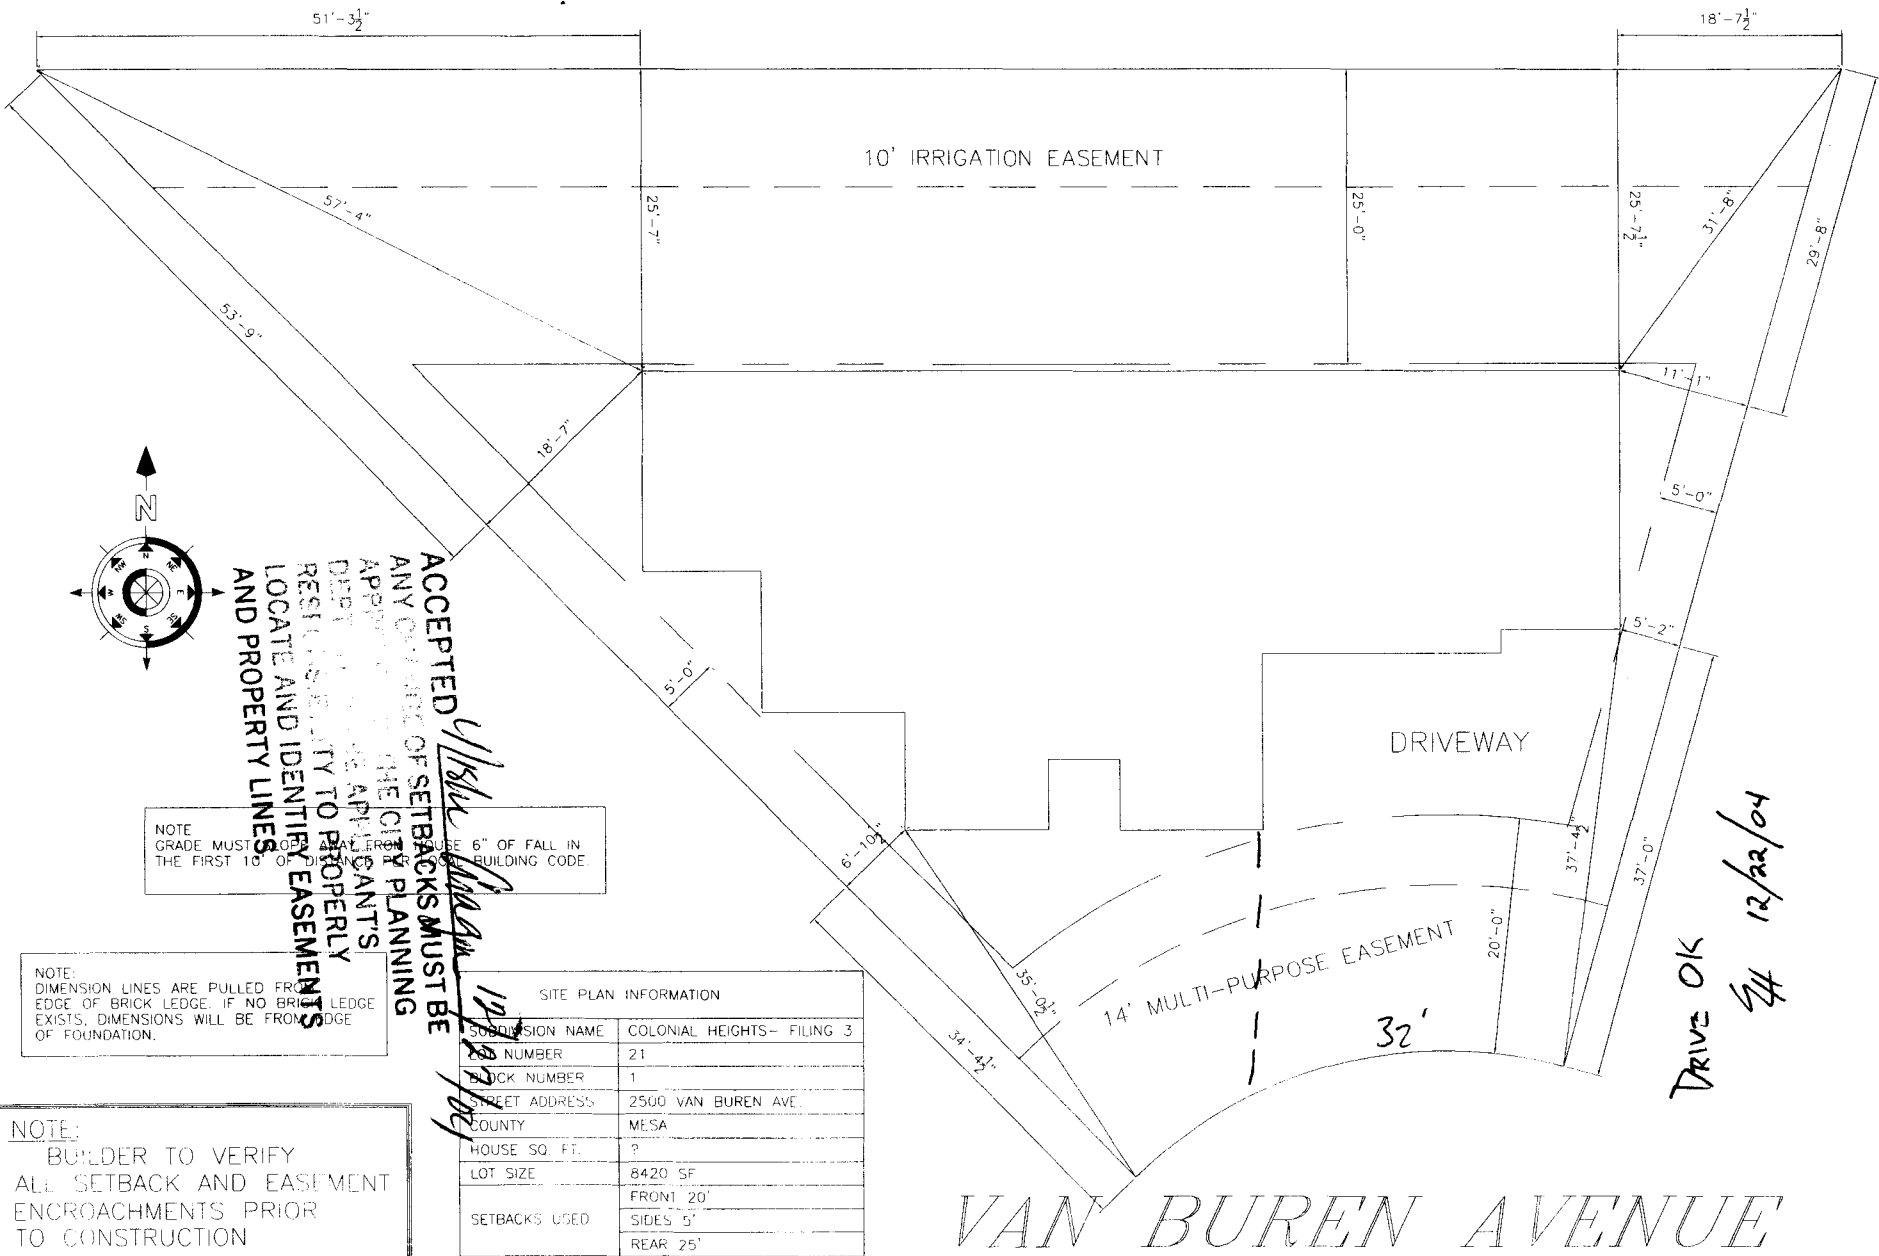 51'-3½"
18'-7½"
10' IRRIGATION EASEMENT
57'-4"
25'-7"
25'-0"
25'-7½"
31'-8"
29'-8"
53'-9"
18'-7"
11'-1"
5'-0"
5'-2"
N
N
NE
E
SE
S
SW
W
NW
5'-0"
DRIVEWAY
6'-10½"
37'-4½"
37'-0"
20'-0"
35'-0½"
34'-4½"
14' MULTI-PURPOSE EASEMENT
32'
DRIVE OK
12/22/04
ACCEPTED
ANY OF SETBACKS MUST BE
THE CITY PLANNING
APPLICANT'S
TO PROPERLY
LOCATE AND IDENTIFY EASEMENTS
AND PROPERTY LINES
NOTE
GRADE MUST SLOPE AWAY FROM HOUSE 6" OF FALL IN
THE FIRST 10' OF DISTANCE PER LOCAL BUILDING CODE.
NOTE:
DIMENSION LINES ARE PULLED FROM
EDGE OF BRICK LEDGE. IF NO BRICK LEDGE
EXISTS, DIMENSIONS WILL BE FROM EDGE
OF FOUNDATION.
NOTE:
BUILDER TO VERIFY
ALL SETBACK AND EASEMENT
ENCROACHMENTS PRIOR
TO CONSTRUCTION
SITE PLAN INFORMATION
SUBDIVISION NAME COLONIAL HEIGHTS- FILING 3
LOT NUMBER 21
BLOCK NUMBER 1
STREET ADDRESS 2500 VAN BUREN AVE.
COUNTY MESA
HOUSE SQ. FT. ?
LOT SIZE 8420 SF
SETBACKS USED FRONT 20'
SIDES 5'
REAR 25'
VAN BUREN AVENUE